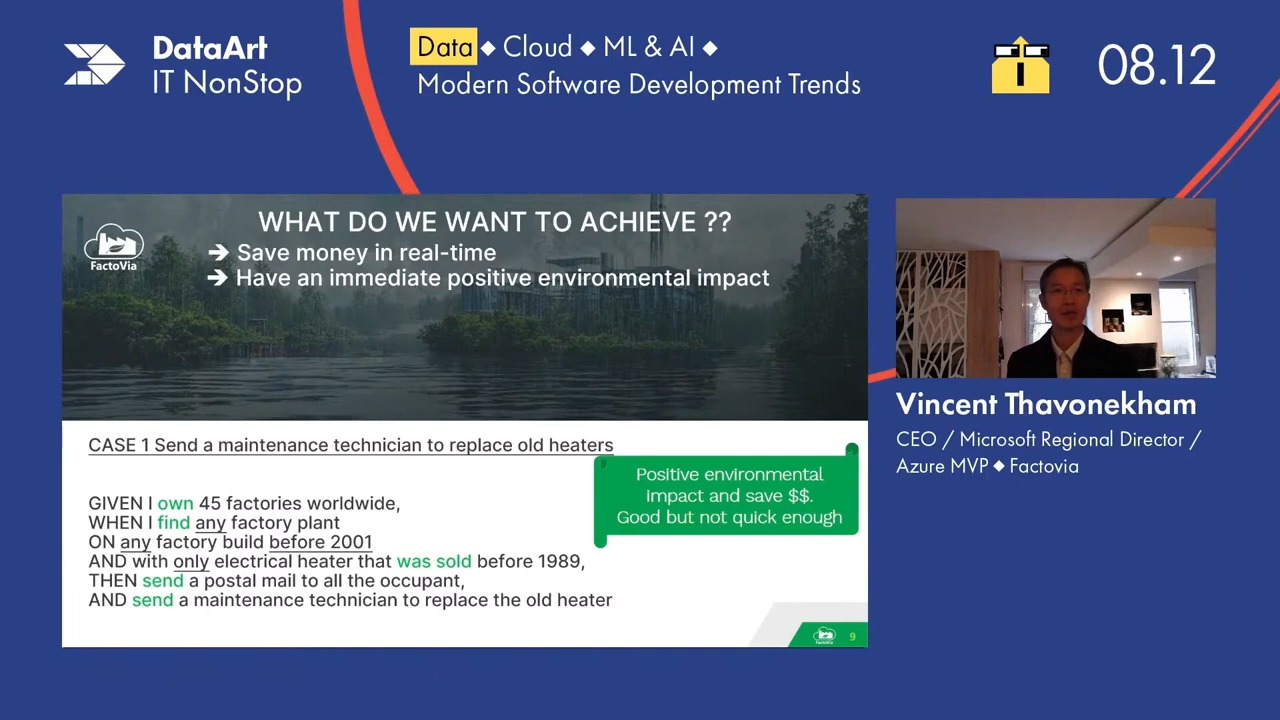 DataArt
IT NonStop
Data ◆ Cloud ◆ ML & AI ◆
Modern Software Development Trends
08.12
FactoVia
WHAT DO WE WANT TO ACHIEVE ??
➔ Save money in real-time
➔ Have an immediate positive environmental impact
CASE 1 Send a maintenance technician to replace old heaters
Positive environmental
impact and save $$.
Good but not quick enough
GIVEN I own 45 factories worldwide,
WHEN I find any factory plant
ON any factory build before 2001
AND with only electrical heater that was sold before 1989,
THEN send a postal mail to all the occupant,
AND send a maintenance technician to replace the old heater
FactoVia
9
Vincent Thavonekham
CEO / Microsoft Regional Director /
Azure MVP ◆ Factovia